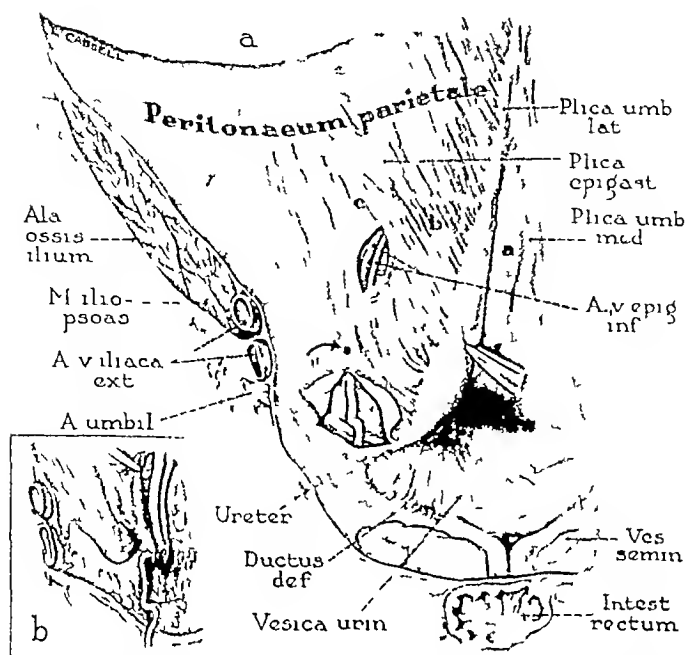 a
CASSELL
Peritonaeum parietale
Plica umb
lat
Plica
epigast
Plica umb
med
a
b
c
A.,v epig
inf
Ala
ossis
ilium
M ilio-
psoas
A v iliaca
ext
A umbil
Ureter
Ductus
def
Vesica urin
Ves
semin
Intest
rectum
b